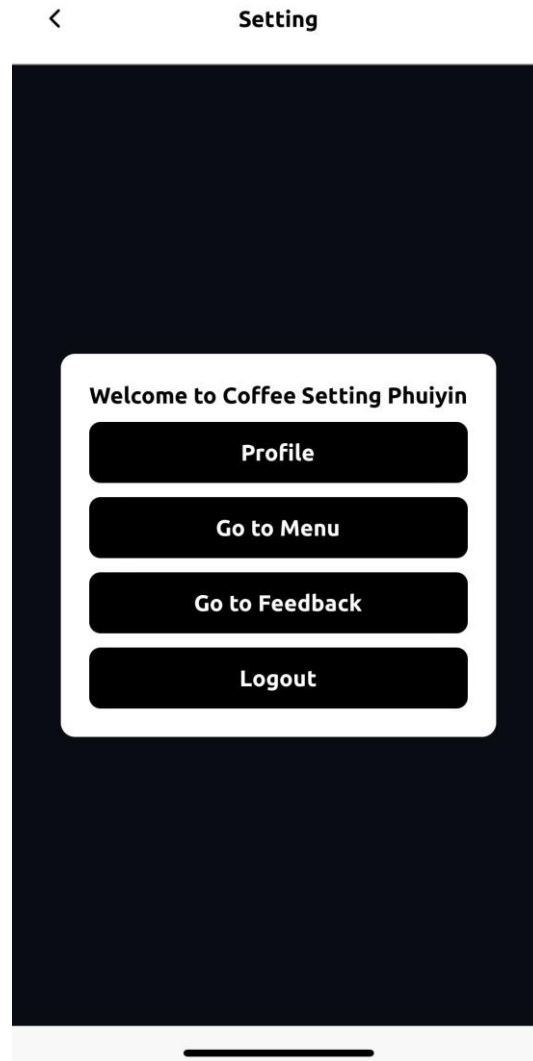 Setting
Welcome to Coffee Setting Phuiyin
Profile
Go to Menu
Go to Feedback
Logout